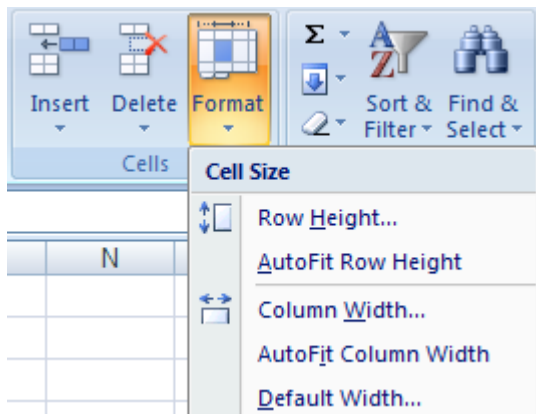 Σ
Insert Delete Format
Sort & Filter
Find & Select
Cells
Cell Size
Row Height...
N
AutoFit Row Height
Column Width...
AutoFit Column Width
Default Width...